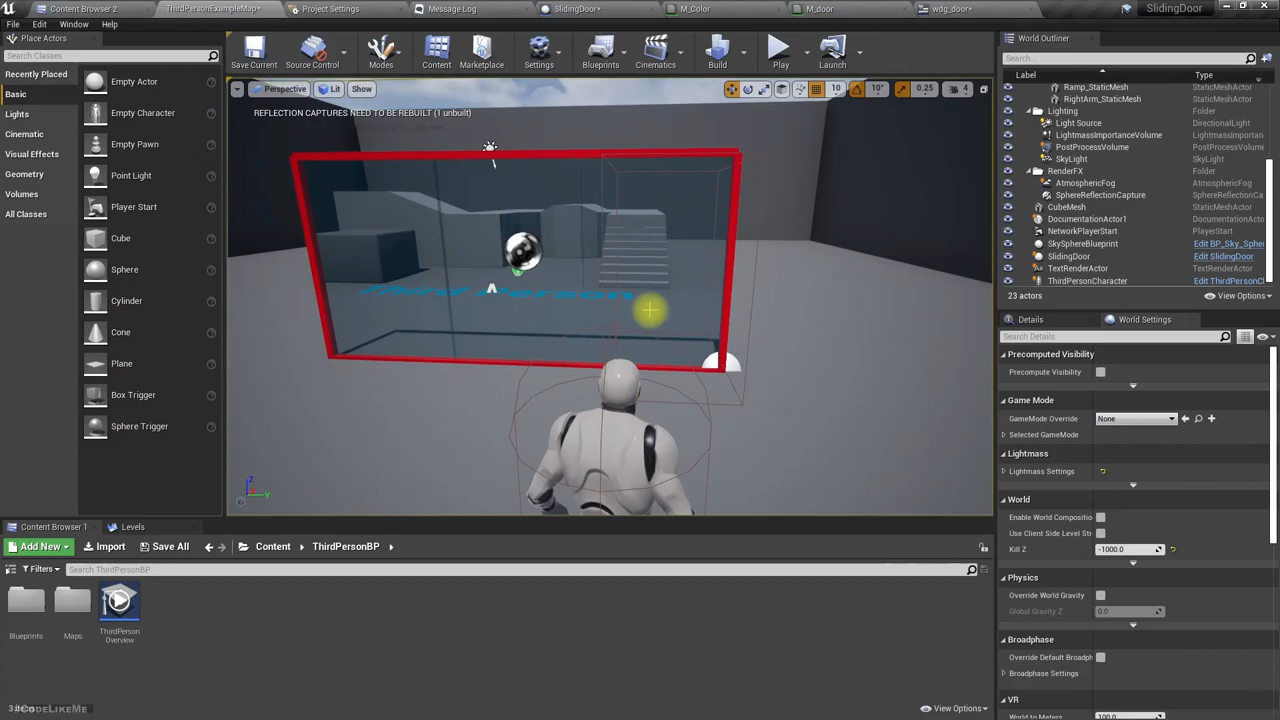 Content Browser 2
ThirdPersonExampleMap•
Project Settings
Message Log
SlidingDoor•
M_Color
M_door
wdg_door•
SlidingDoor
File Edit Window Help
Place Actors
Search Classes
Recently Placed
Basic
Lights
Cinematic
Visual Effects
Geometry
Volumes
All Classes
Empty Actor
Empty Character
Empty Pawn
Point Light
Player Start
Cube
Sphere
Cylinder
Cone
Plane
Box Trigger
Sphere Trigger
Save Current
Source Control
Modes
Content
Marketplace
Settings
Blueprints
Cinematics
Build
Play
Launch
Perspective Lit Show
10 10° 0.25 4
REFLECTION CAPTURES NEED TO BE REBUILT (1 unbuilt)
Z
Y
World Outliner
Search...
Label Type
Ramp_StaticMesh StaticMeshActor
RightArm_StaticMesh StaticMeshActor
Lighting Folder
Light Source DirectionalLight
LightmassImportanceVolume LightmassImportan
PostProcessVolume PostProcessVolume
SkyLight SkyLight
RenderFX Folder
AtmosphericFog AtmosphericFog
SphereReflectionCapture SphereReflectionCapt
CubeMesh StaticMeshActor
DocumentationActor1 DocumentationActor
NetworkPlayerStart PlayerStart
SkySphereBlueprint Edit BP_Sky_Sphe
SlidingDoor Edit SlidingDoor
TextRenderActor TextRenderActor
ThirdPersonCharacter Edit ThirdPersonCl
23 actors
View Options
Details
World Settings
Search Details
Precomputed Visibility
Precompute Visibility
Game Mode
GameMode Override None
Selected GameMode
Lightmass
Lightmass Settings
World
Enable World Compositio
Use Client Side Level Str
Kill Z -1000.0
Physics
Override World Gravity
Global Gravity Z 0.0
Broadphase
Override Default Broadph
Broadphase Settings
VR
World to Meters 100.0
Content Browser 1
Levels
Add New Import Save All Content ThirdPersonBP
Filters Search ThirdPersonBP
Blueprints
Maps
ThirdPerson
Overview
#CodeLikeMe
View Options